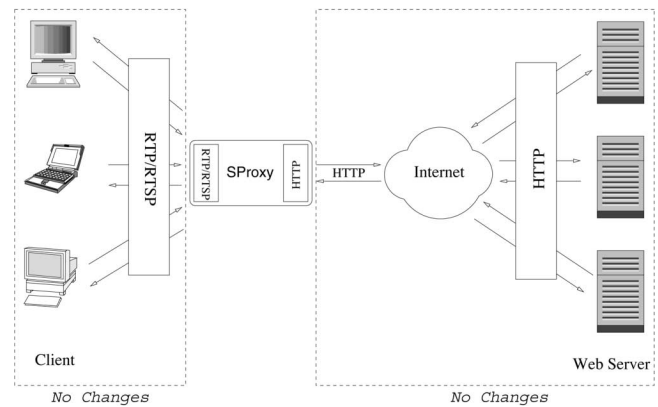 RTP/RTSP
RTP/RTSP
SProxy
HTTP
HTTP
Internet
HTTP
Client
Web Server
No Changes
No Changes